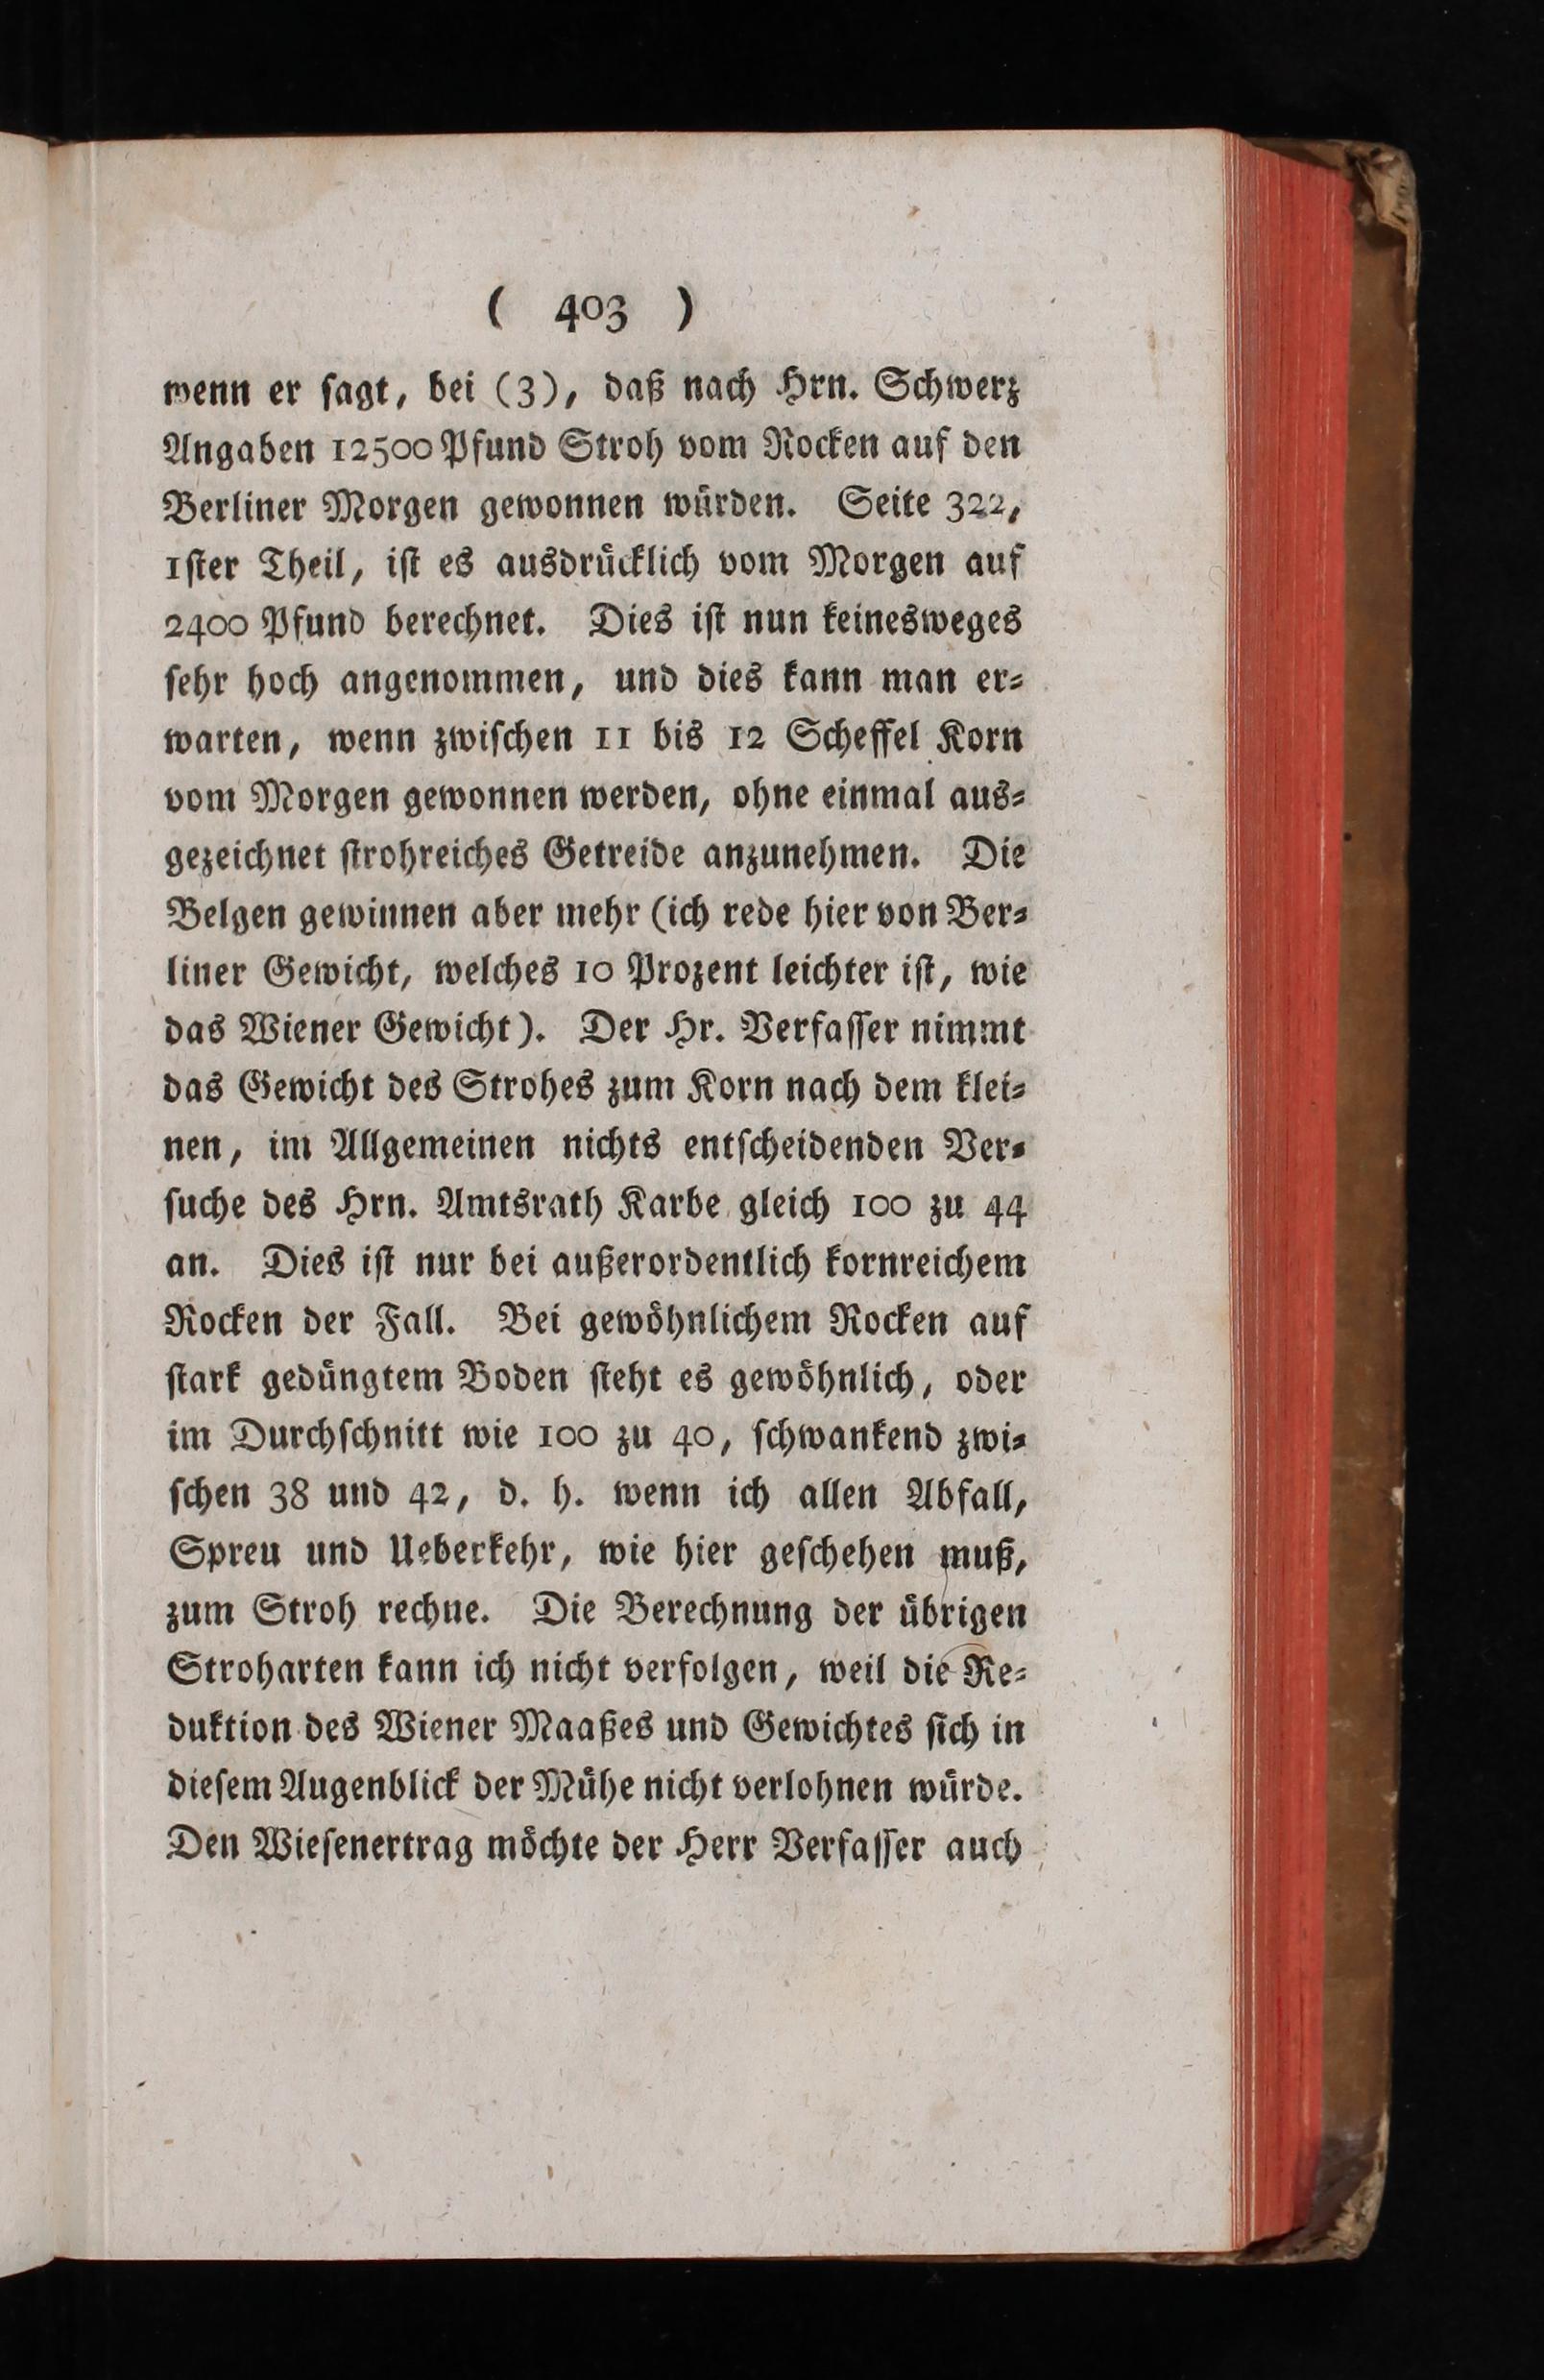 ( 403 )
wenn er ſagt, bei (3), daß nach Hrn. Schwerz
Angaben 12500 Pfund Stroh vom Rocken auf den
Berliner Morgen gewonnen würden. Seite 322,
1ſter Theil, iſt es ausdrücklich vom Morgen auf
2400 Pfund berechnet. Dies iſt nun keinesweges
ſehr hoch angenommen, und dies kann man er-
warten, wenn zwiſchen 11 bis 12 Scheffel Korn
vom Morgen gewonnen werden, ohne einmal aus-
gezeichnet ſtrohreiches Getreide anzunehmen. Die
Belgen gewinnen aber mehr (ich rede hier von Ber-
liner Gewicht, welches 10 Prozent leichter iſt, wie
das Wiener Gewicht). Der Hr. Verfaſſer nimmt
das Gewicht des Strohes zum Korn nach dem klei-
nen, im Allgemeinen nichts entſcheidenden Ver-
ſuche des Hrn. Amtsrath Karbe gleich 100 zu 44
an. Dies iſt nur bei außerordentlich kornreichem
Rocken der Fall. Bei gewöhnlichem Rocken auf
ſtark gedüngtem Boden ſteht es gewöhnlich, oder
im Durchſchnitt wie 100 zu 40, ſchwankend zwi-
ſchen 38 und 42, d. h. wenn ich allen Abfall,
Spreu und Ueberkehr, wie hier geſchehen muß,
zum Stroh rechne. Die Berechnung der übrigen
Stroharten kann ich nicht verfolgen, weil die Re-
duktion des Wiener Maaßes und Gewichtes ſich in
dieſem Augenblick der Mühe nicht verlohnen würde.
Den Wieſenertrag möchte der Herr Verfaſſer auch